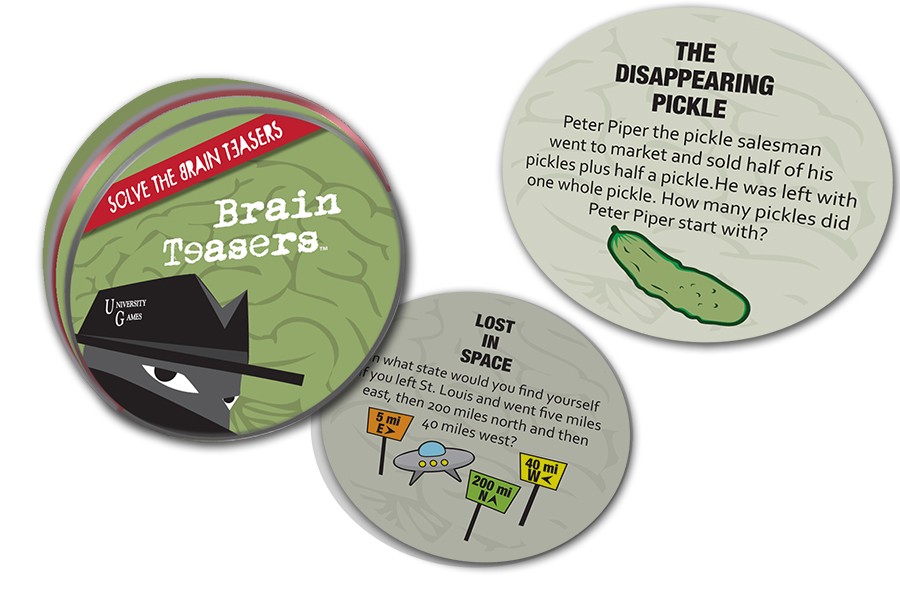 SOLVE THE BRAIN TEASERS
Brain
Teasers™
UNIVERSITY
GAMES
THE
DISAPPEARING
PICKLE
Peter Piper the pickle salesman
went to market and sold half of his
pickles plus half a pickle.He was left with
one whole pickle. How many pickles did
Peter Piper start with?
LOST
IN
SPACE
n what state would you find yourself
if you left St. Louis and went five miles
east, then 200 miles north and then
40 miles west?
5 mi
E
200 mi
N
40 mi
W